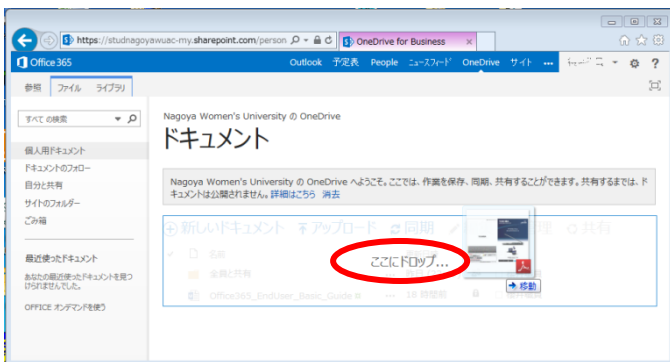 https://studnagoyawuac-my.sharepoint.com/person
OneDrive for Business
Office 365
Outlook 予定表 People ニュースフィード OneDrive サイト ... ?
参照 ファイル ライブラリ
すべて の検索
個人用ドキュメント
ドキュメントのフォロー
自分と共有
サイトのフォルダー
ごみ箱
最近使ったドキュメント
あなたの最近使ったドキュメントを見つ
けられませんでした。
OFFICE オンデマンドを使う
Nagoya Women's University の OneDrive
ドキュメント
Nagoya Women's University の OneDrive へようこそ。ここでは、作業を保存、同期、共有することができます。共有するまでは、ド
キュメントは公開されません。詳細はこちら 消去
新しいドキュメント アップロード 同期 理 共有
名前
ここにドロップ...
全員と共有
Office365_EndUser_Basic_Guide ... 18 時間前
移動